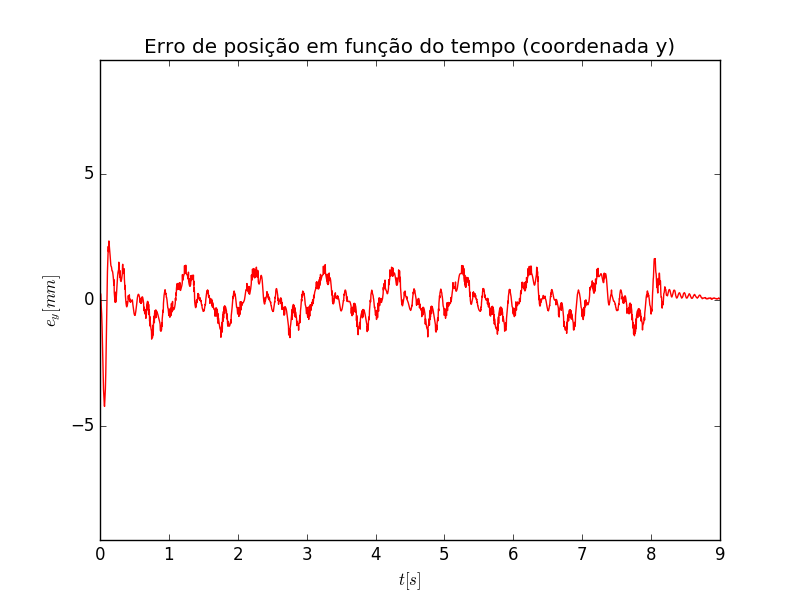 Erro de posição em função do tempo (coordenada y)
5
0
−5
e_y[mm]
0 1 2 3 4 5 6 7 8 9
t[s]